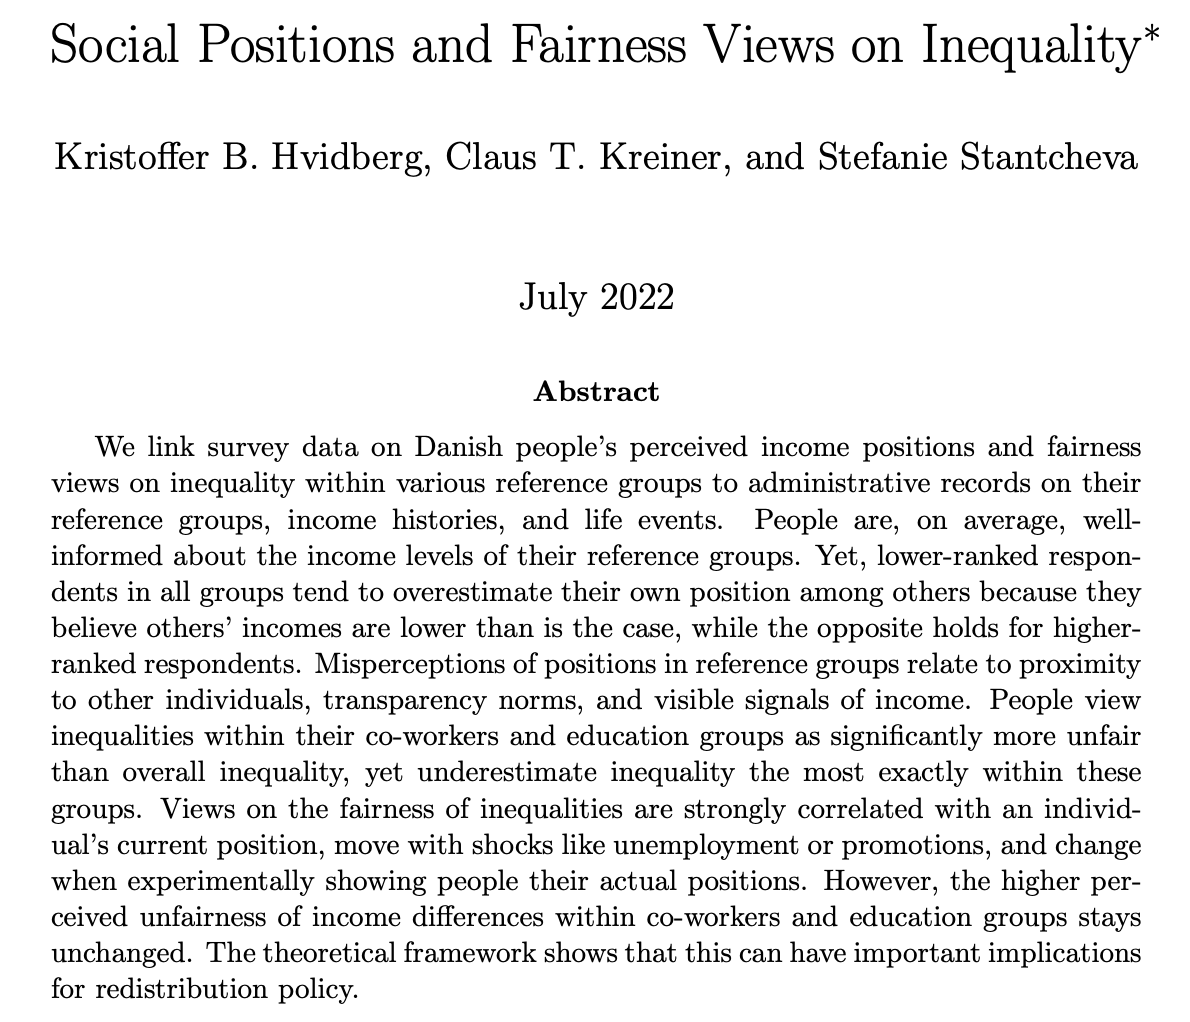 Social Positions and Fairness Views on Inequality*
Kristoffer B. Hvidberg, Claus T. Kreiner, and Stefanie Stantcheva
July 2022
Abstract
We link survey data on Danish people’s perceived income positions and fairness
views on inequality within various reference groups to administrative records on their
reference groups, income histories, and life events. People are, on average, well-
informed about the income levels of their reference groups. Yet, lower-ranked respon-
dents in all groups tend to overestimate their own position among others because they
believe others’ incomes are lower than is the case, while the opposite holds for higher-
ranked respondents. Misperceptions of positions in reference groups relate to proximity
to other individuals, transparency norms, and visible signals of income. People view
inequalities within their co-workers and education groups as significantly more unfair
than overall inequality, yet underestimate inequality the most exactly within these
groups. Views on the fairness of inequalities are strongly correlated with an individ-
ual’s current position, move with shocks like unemployment or promotions, and change
when experimentally showing people their actual positions. However, the higher per-
ceived unfairness of income differences within co-workers and education groups stays
unchanged. The theoretical framework shows that this can have important implications
for redistribution policy.